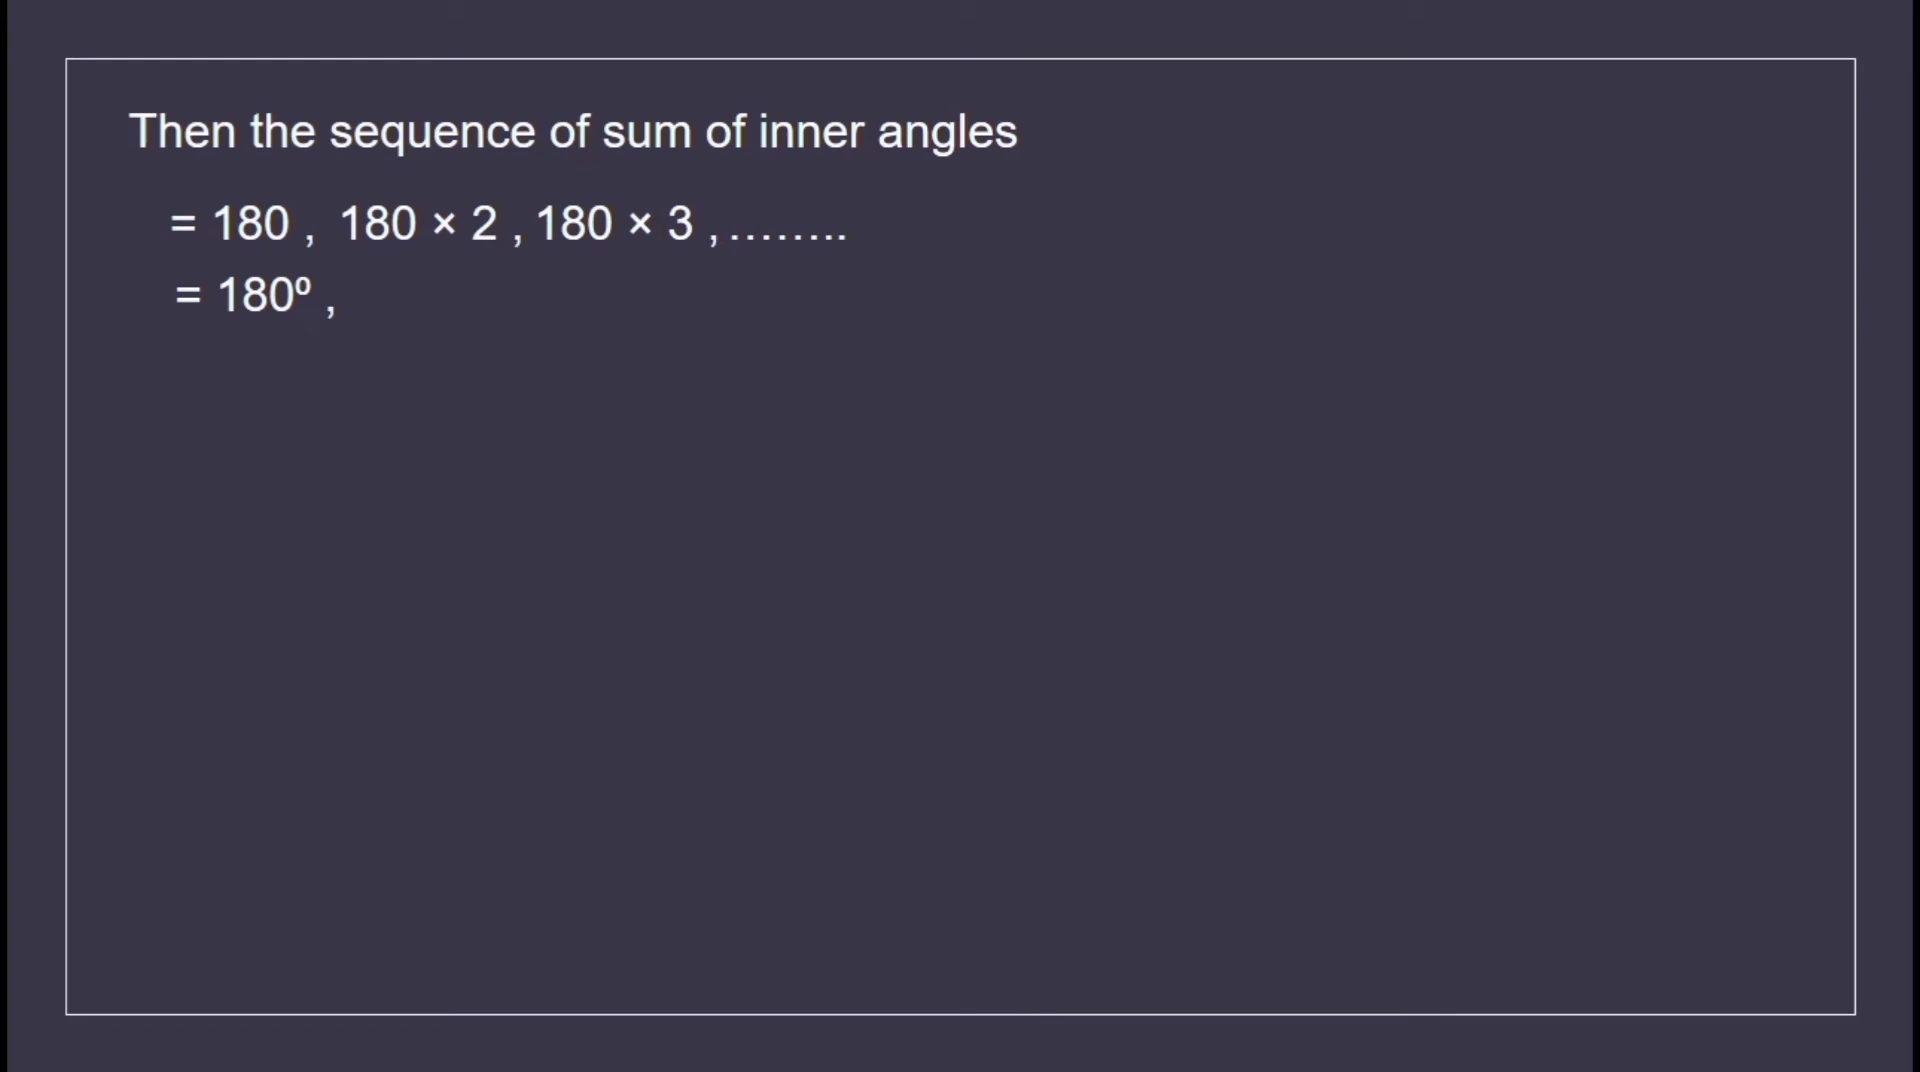 Then the sequence of sum of inner angles
= 180 , 180 × 2 , 180 × 3 , ........
= 180º ,